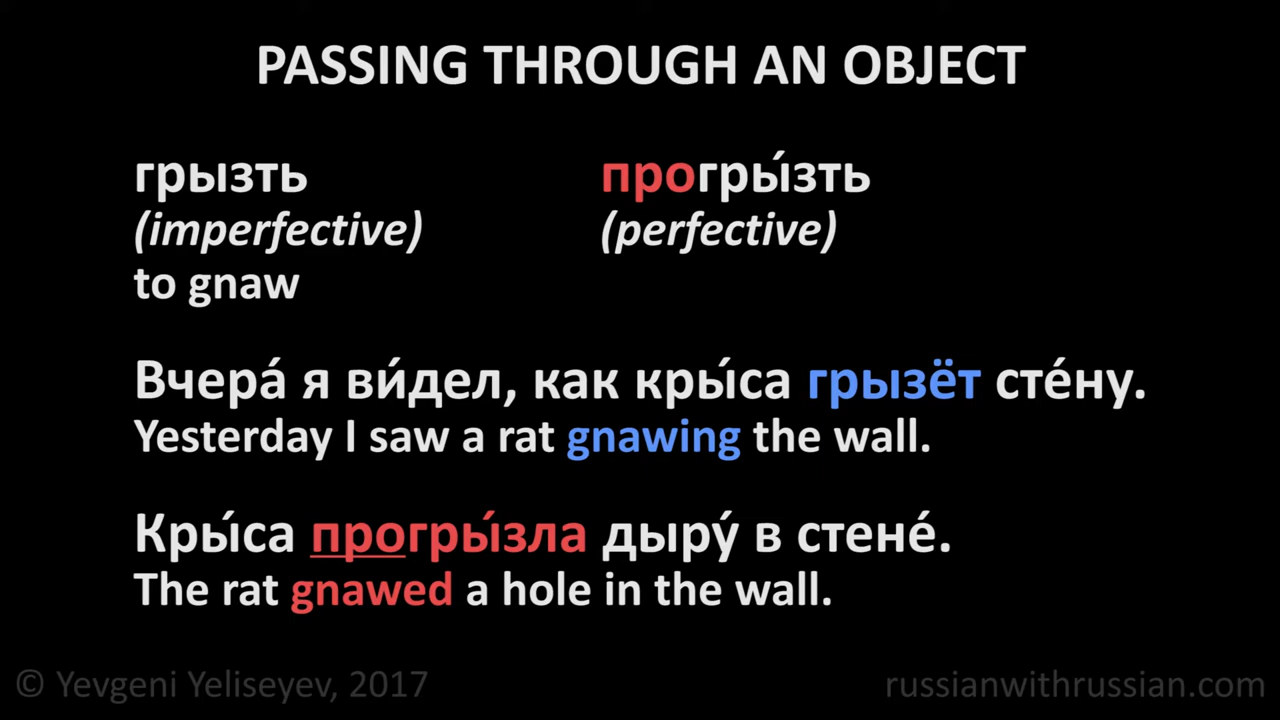 PASSING THROUGH AN OBJECT
грызть прогры́зть
(imperfective) (perfective)
to gnaw
Вчера́ я ви́дел, как кры́са грызёт сте́ну.
Yesterday I saw a rat gnawing the wall.
Кры́са прогры́зла дыру́ в стене́.
The rat gnawed a hole in the wall.
© Yevgeni Yeliseyev, 2017 russianwithrussian.com